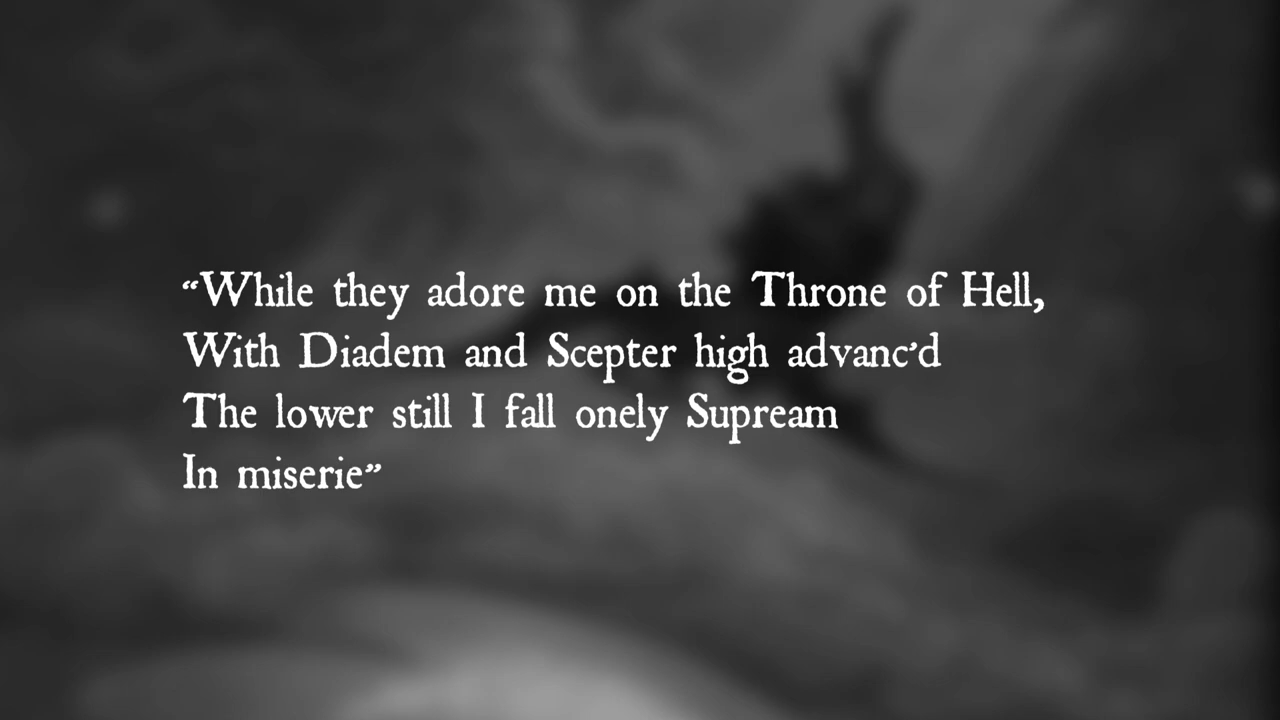 “While they adore me on the Throne of Hell,
With Diadem and Scepter high advanc’d
The lower still I fall onely Supream
In miserie”